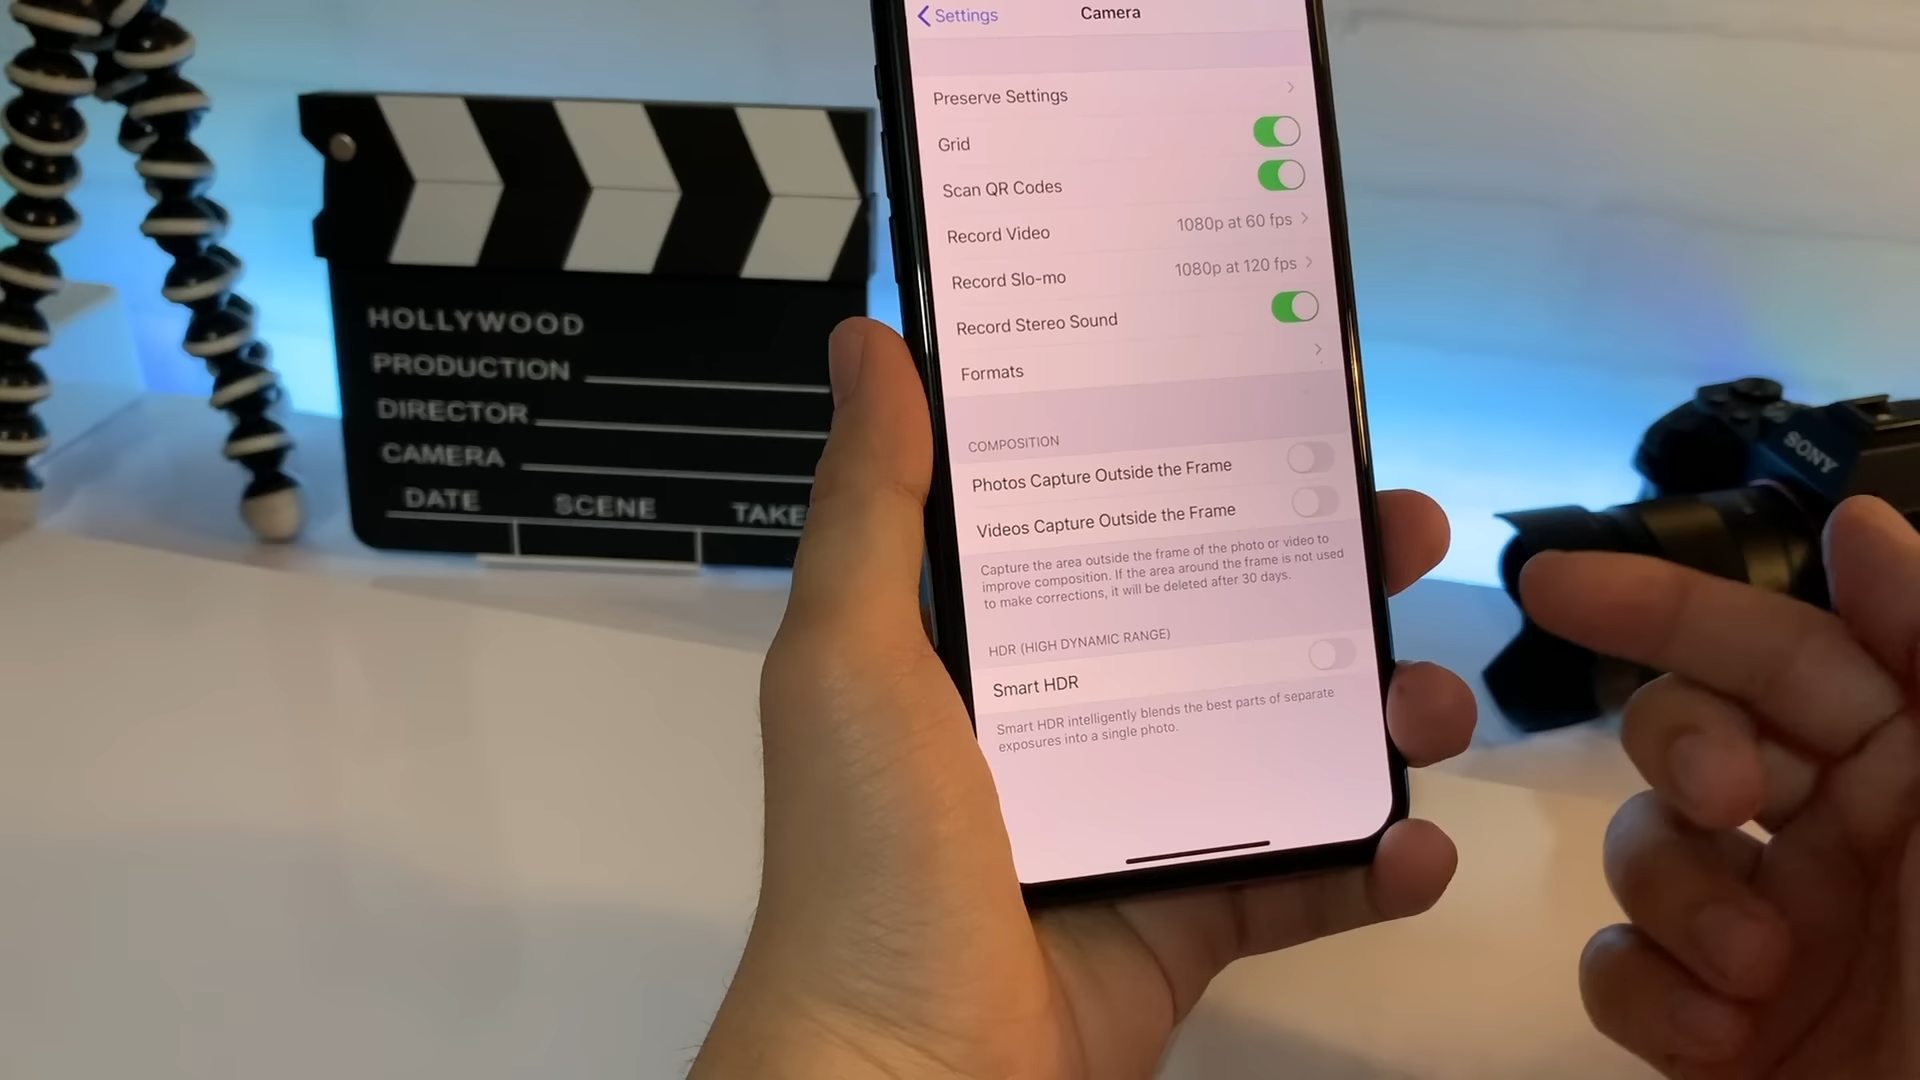 Settings
Camera
Preserve Settings
Grid
Scan QR Codes
Record Video 1080p at 60 fps
Record Slo-mo 1080p at 120 fps
Record Stereo Sound
Formats
COMPOSITION
Photos Capture Outside the Frame
Videos Capture Outside the Frame
Capture the area outside the frame of the photo or video to
improve composition. If the area around the frame is not used
to make corrections, it will be deleted after 30 days.
HDR (HIGH DYNAMIC RANGE)
Smart HDR
Smart HDR intelligently blends the best parts of separate
exposures into a single photo.
HOLLYWOOD
PRODUCTION
DIRECTOR
CAMERA
DATE SCENE TAKE
SONY